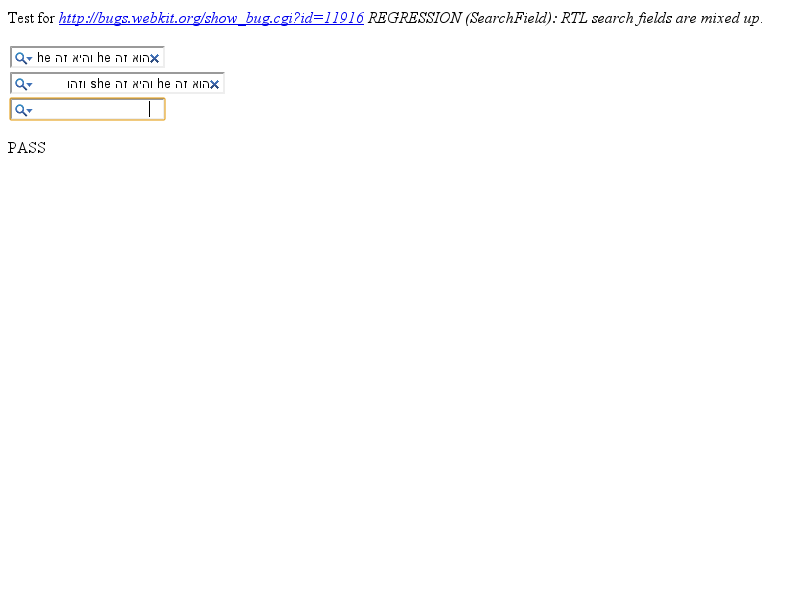 Test for http://bugs.webkit.org/show_bug.cgi?id=11916 REGRESSION (SearchField): RTL search fields are mixed up.
הוא זה he והיא זה he
הוא זה he והיא זה she וזהו
PASS